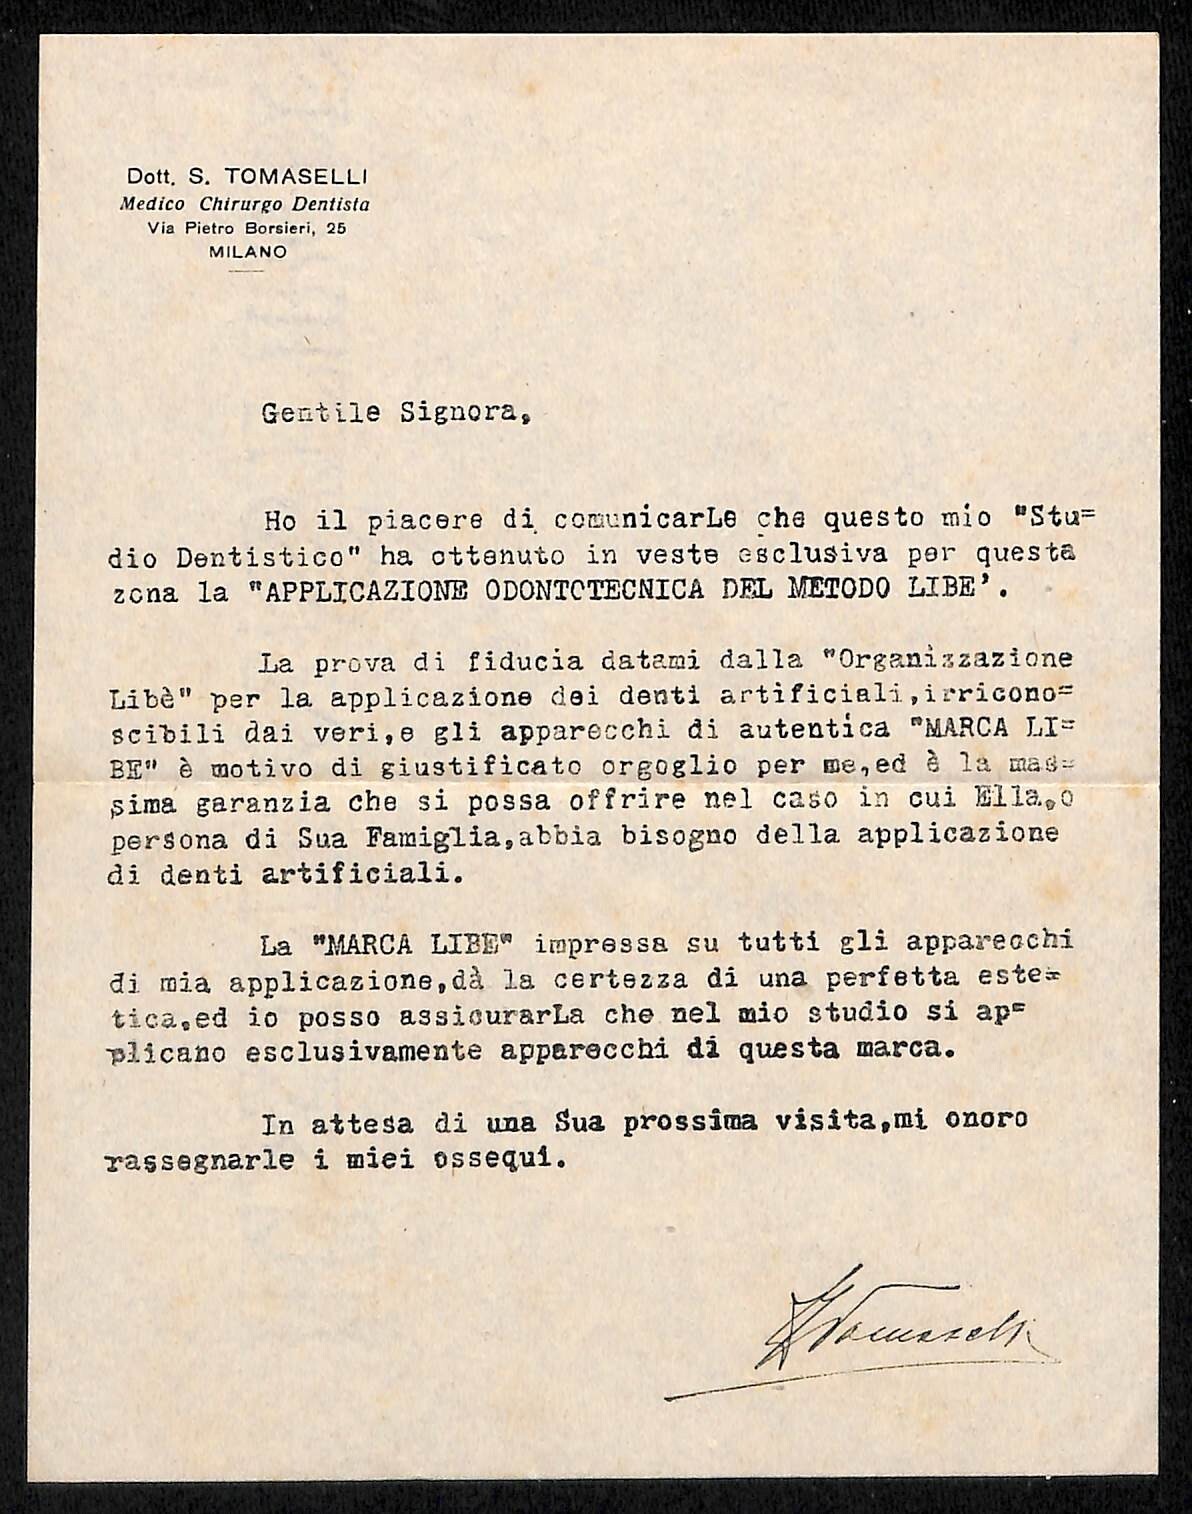 Dott. S. TOMASELLI
Medico Chirurgo Dentista
Via Pietro Borsieri, 25
MILANO
Gentile Signora,
Ho il piacere di comunicarLe che questo mio "Stu=
dio Dentistico" ha ottenuto in veste esclusiva per questa
zona la "APPLICAZIONE ODONTOTECNICA DEL METODO LIBE'.
La prova di fiducia datami dalla "Organizzazione
Libè" per la applicazione dei denti artificiali,irricono=
scibili dai veri,e gli apparecchi di autentica "MARCA LI=
BE" è motivo di giustificato orgoglio per me,ed è la mas=
sima garanzia che si possa offrire nel caso in cui Ella,o
persona di Sua Famiglia,abbia bisogno della applicazione
di denti artificiali.
La "MARCA LIBE" impressa su tutti gli apparecchi
di mia applicazione,dà la certezza di una perfetta este=
tica,ed io posso assicurarLa che nel mio studio si ap=
plicano esclusivamente apparecchi di questa marca.
In attesa di una Sua prossima visita,mi onoro
rassegnarle i miei ossequi.
STomaselli